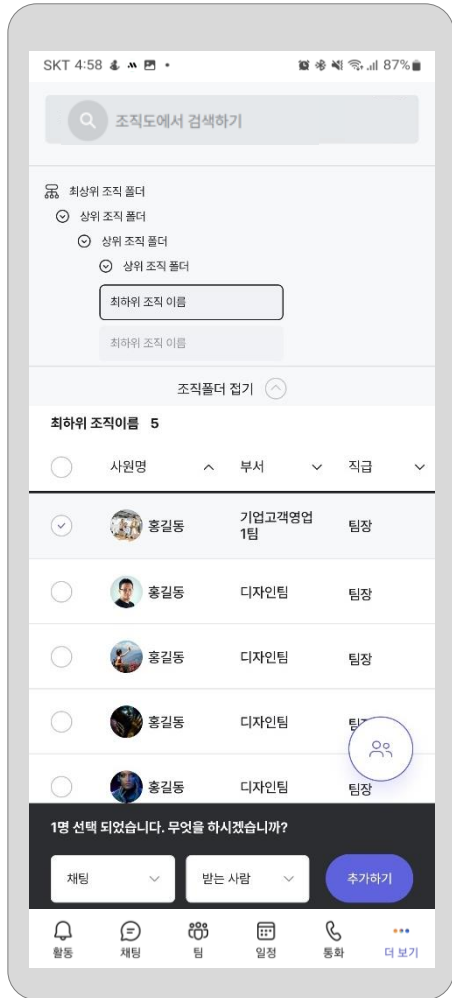 SKT 4:58
87%
조직도에서 검색하기
최상위 조직 폴더
상위 조직 폴더
상위 조직 폴더
상위 조직 폴더
최하위 조직 이름
최하위 조직 이름
조직폴더 접기
최하위 조직이름 5
사원명 부서 직급
홍길동 기업고객영업 1팀 팀장
홍길동 디자인팀 팀장
홍길동 디자인팀 팀장
홍길동 디자인팀
홍길동 디자인팀 팀장
1명 선택 되었습니다. 무엇을 하시겠습니까?
채팅 받는 사람 추가하기
활동 채팅 팀 일정 통화 더 보기